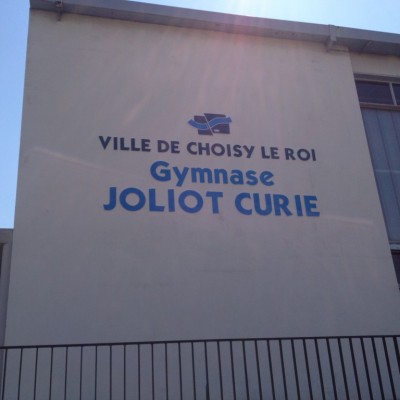 VILLE DE CHOISY LE ROI
Gymnase
JOLIOT CURIE